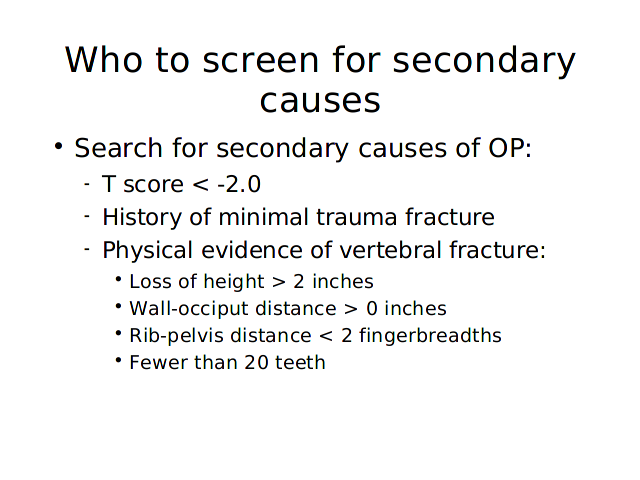 Who to screen for secondary
causes
• Search for secondary causes of OP:
- T score < -2.0
- History of minimal trauma fracture
- Physical evidence of vertebral fracture:
• Loss of height > 2 inches
• Wall-occiput distance > 0 inches
• Rib-pelvis distance < 2 fingerbreadths
• Fewer than 20 teeth